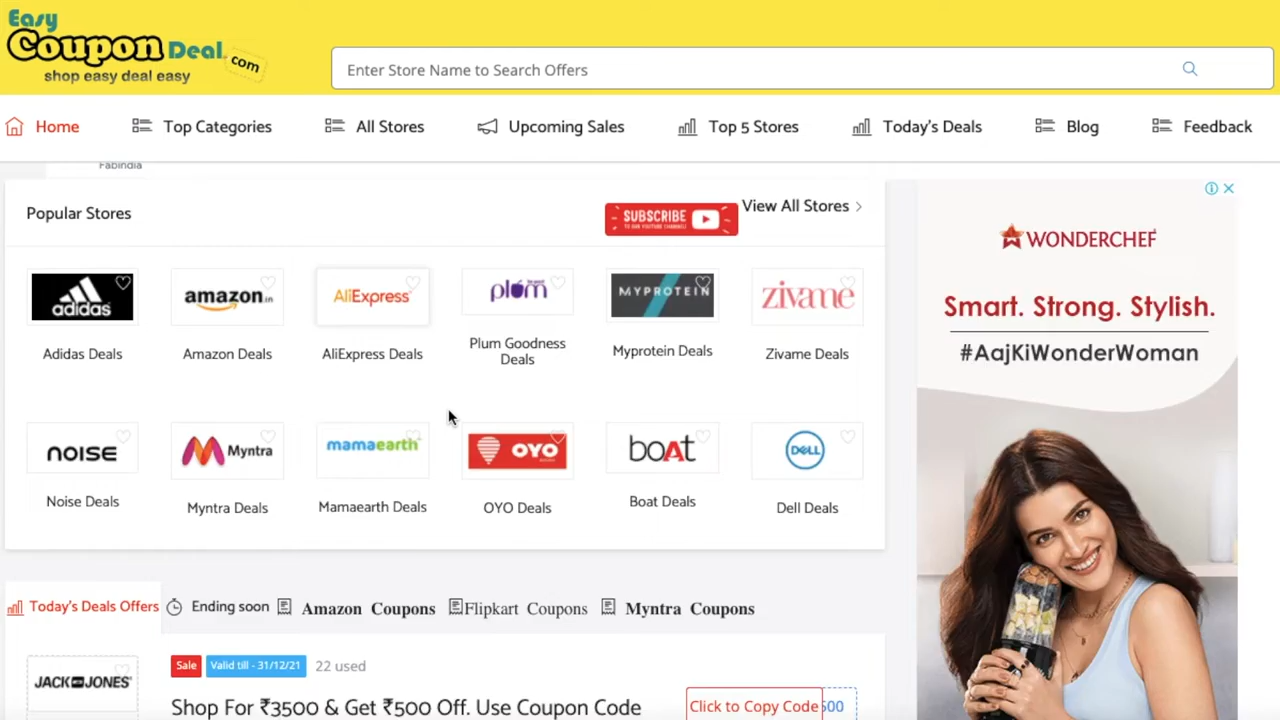 Easy
Coupon Deal.com
shop easy deal easy
Enter Store Name to Search Offers
Home
Top Categories
All Stores
Upcoming Sales
Top 5 Stores
Today's Deals
Blog
Feedback
Fabindia
Popular Stores
SUBSCRIBE
TO OUR YOUTUBE CHANNEL
View All Stores
adidas
amazon.in
AliExpress
plum
MYPROTEIN
zivame
Adidas Deals
Amazon Deals
AliExpress Deals
Plum Goodness
Deals
Myprotein Deals
Zivame Deals
noise
Myntra
mamaearth
OYO
boAt
DELL
Noise Deals
Myntra Deals
Mamaearth Deals
OYO Deals
Boat Deals
Dell Deals
WONDERCHEF
Smart. Strong. Stylish.
#AajKiWonderWoman
Today's Deals Offers
Ending soon
Amazon Coupons
Flipkart Coupons
Myntra Coupons
JACK JONES
Sale
Valid till - 31/12/21
22 used
Shop For ₹3500 & Get ₹500 Off. Use Coupon Code
Click to Copy Code
500